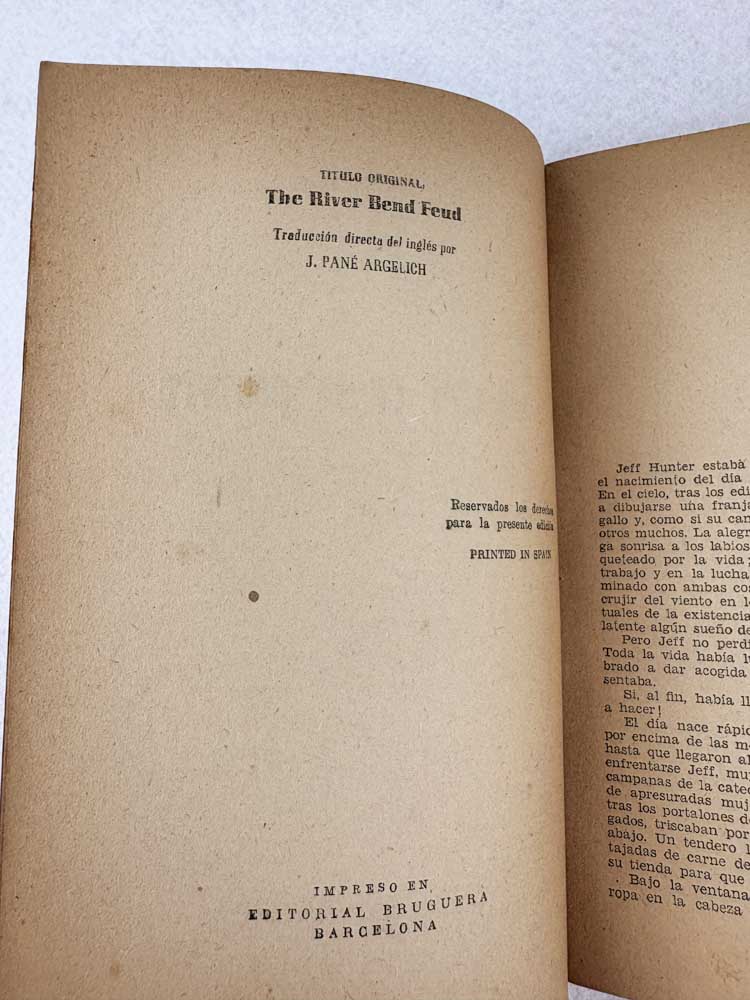 TITULO ORIGINAL,
The River Bend Feud
Traducción directa del inglés por
J. PANÉ ARGELICH
Reservados los derechos
para la presente edición
PRINTED IN SPAIN
IMPRESO EN
EDITORIAL BRUGUERA
BARCELONA
Jeff Hunter estaba
el nacimiento del día
En el cielo, tras los edi
a dibujarse una franja
gallo y, como si su can
otros muchos. La alegr
ga sonrisa a los labios
queteado por la vida;
trabajo y en la lucha
minado con ambas cos
crujir del viento en l
tuales de la existencia
latente algún sueño de
Pero Jeff no perdi
Toda la vida había l
brado a dar acogida
sentaba.
Si, al fin, había ll
a hacer!
El día nace rápi
por encima de las m
hasta que llegaron al
enfrentarse Jeff, mu
campanas de la cate
de apresuradas muj
tras los portalones d
gados, triscaban por
abajo. Un tendero l
tajadas de carne de
su tienda para que
Bajo la ventana
ropa en la cabeza